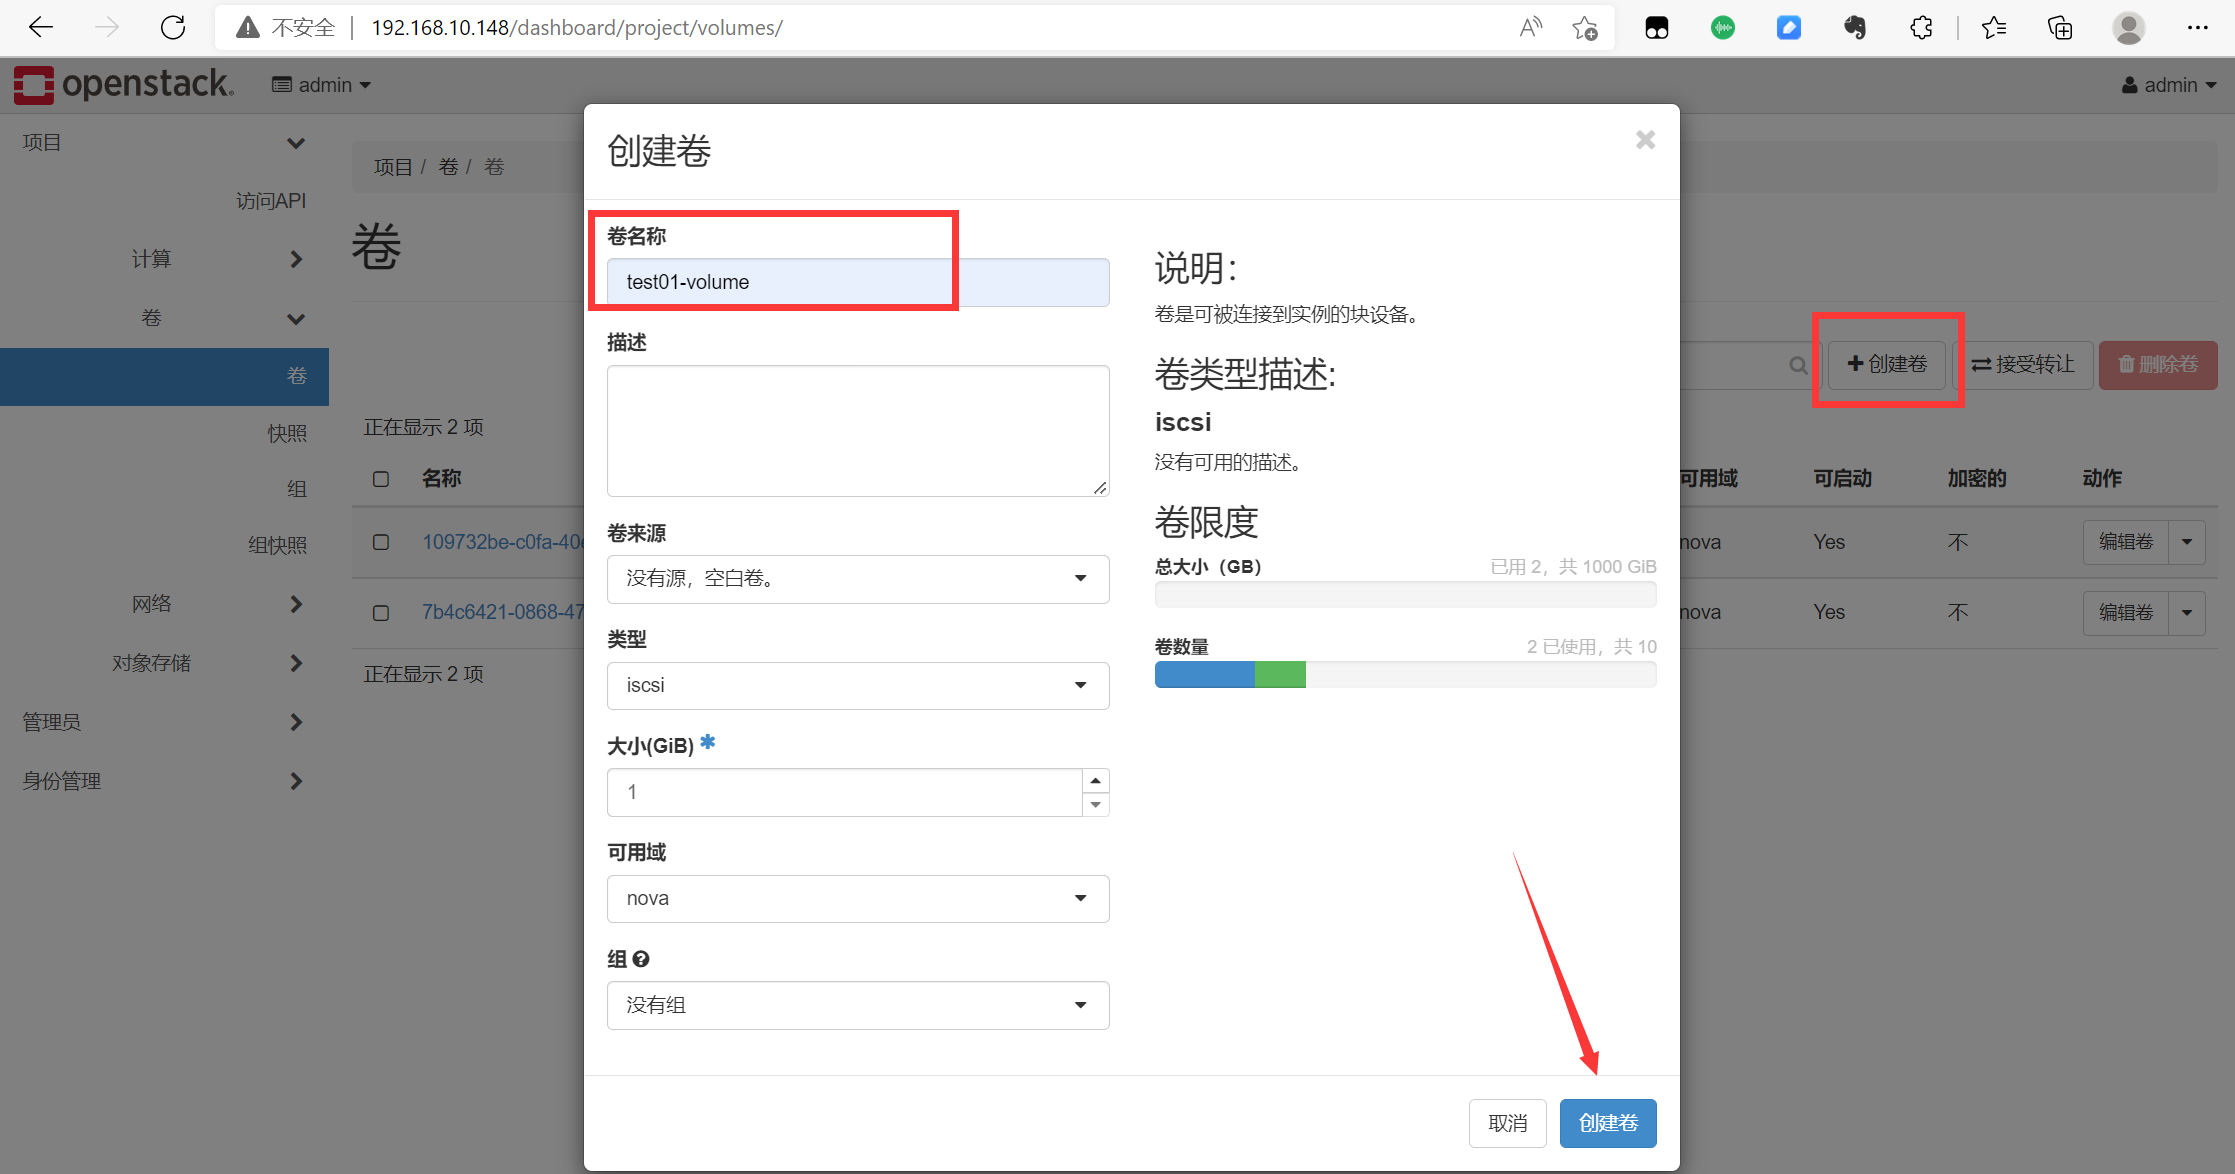 不安全 192.168.10.148/dashboard/project/volumes/
openstack. admin admin
项目
访问API
计算
卷
卷
快照
组
组快照
网络
对象存储
管理员
身份管理
项目 / 卷 / 卷
卷
创建卷 接受转让 删除卷
正在显示 2 项
名称 可用域 可启动 加密的 动作
109732be-c0fa-40 nova Yes 不 编辑卷
7b4c6421-0868-47 nova Yes 不 编辑卷
正在显示 2 项
创建卷
卷名称
test01-volume
描述
卷来源
没有源，空白卷。
类型
iscsi
大小(GiB) *
1
可用域
nova
组
没有组
说明：
卷是可被连接到实例的块设备。
卷类型描述:
iscsi
没有可用的描述。
卷限度
总大小（GB） 已用 2，共 1000 GiB
卷数量 2 已使用，共 10
取消 创建卷